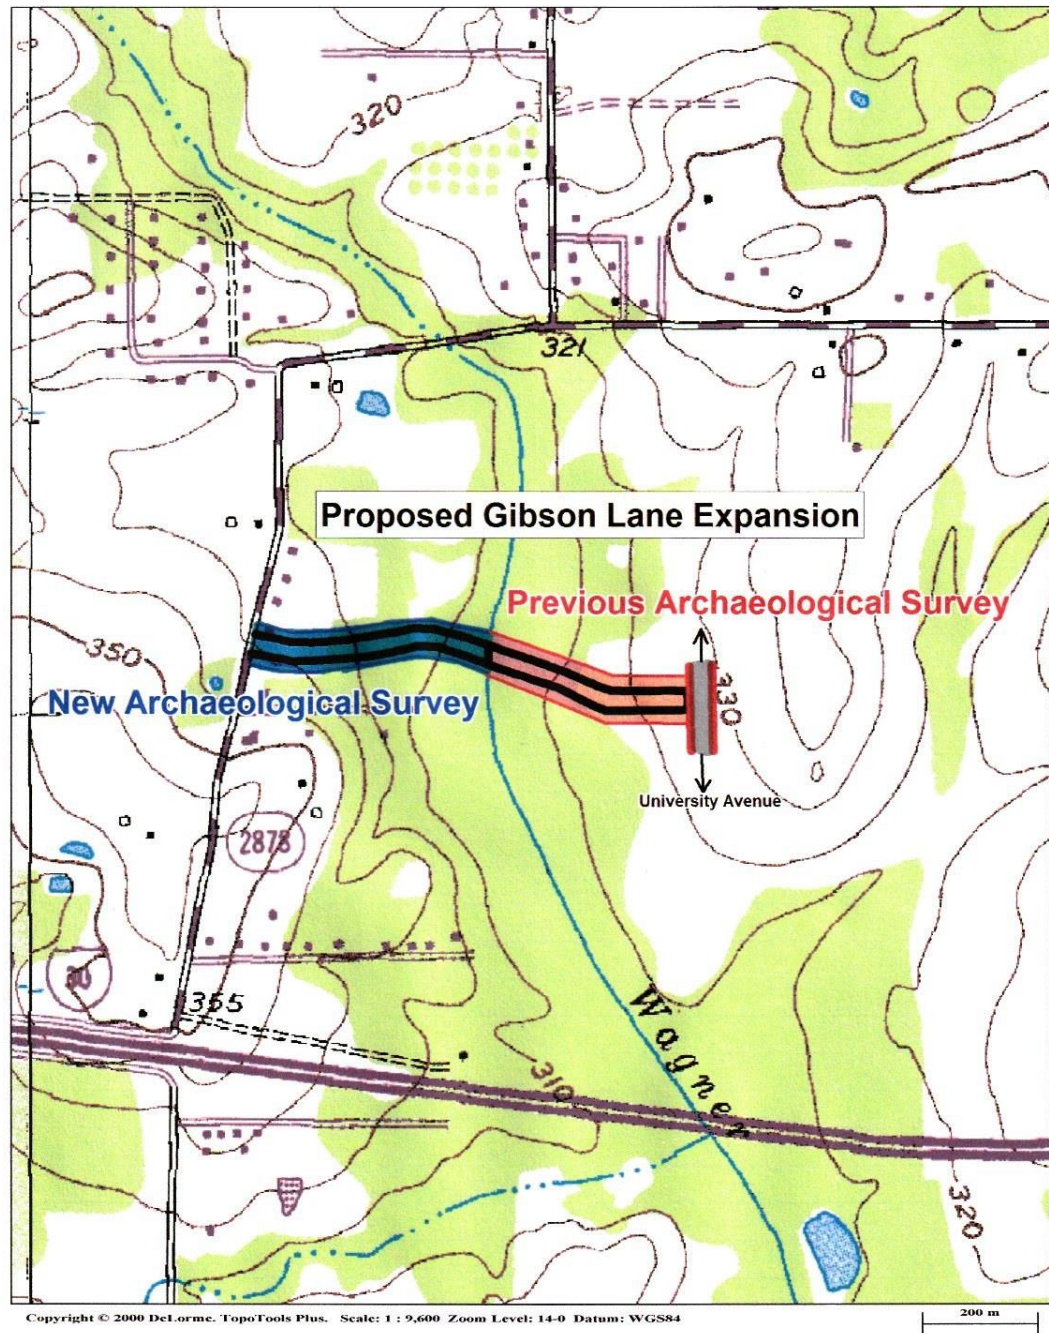 320
321
Proposed Gibson Lane Expansion
Previous Archaeological Survey
350
New Archaeological Survey
330
University Avenue
2878
30
355
Wagner
310
320
Copyright © 2000 DeLorme. TopoTools Plus. Scale: 1 : 9,600 Zoom Level: 14-0 Datum: WGS84
200 m